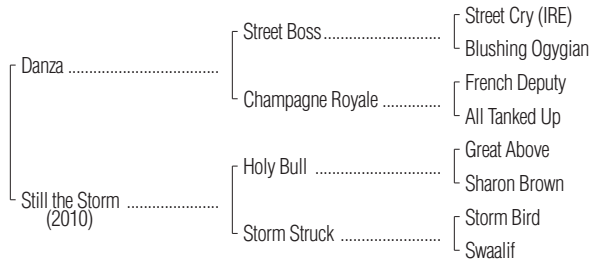 Street Cry (IRE)
Street Boss..............................
Blushing Ogygian
Danza ......................................
French Deputy
Champagne Royale ...............
All Tanked Up
Great Above
Holy Bull ................................
Sharon Brown
Still the Storm .......................
(2010)
Storm Bird
Storm Struck .........................
Swaalif